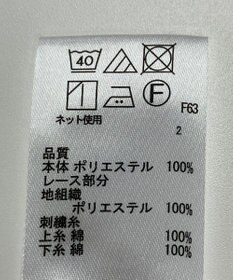 40
F
F63
ネット使用
2
品質
本体 ポリエステル 100%
レース部分
地組織
ポリエステル 100%
刺繍糸
上糸 綿 100%
下糸 綿 100%